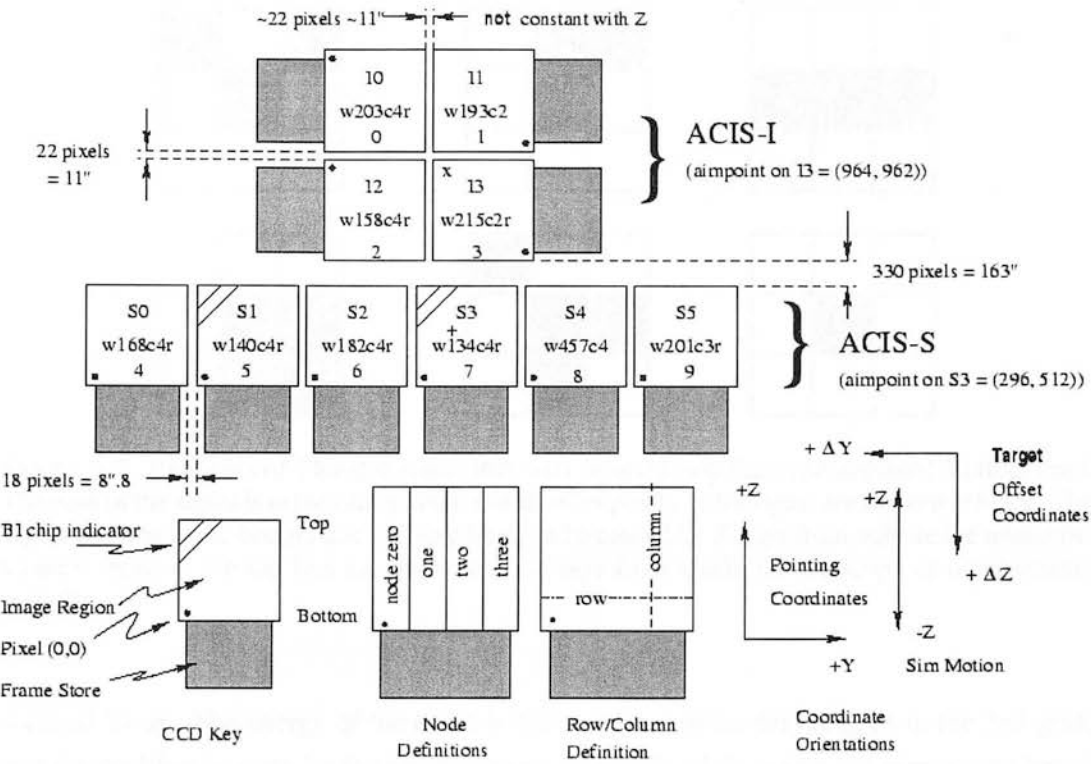 ~22 pixels ~11"
not constant with Z
10
w203c4r
0
11
w193c2
1
22 pixels
= 11"
12
w158c4r
2
x
13
w215c2r
3
ACIS-I
(aimpoint on I3 = (964, 962))
330 pixels = 163"
S0
w168c4r
4
S1
w140c4r
5
S2
w182c4r
6
S3
+
w134c4r
7
S4
w457c4
8
S5
w201c3r
9
ACIS-S
(aimpoint on S3 = (296, 512))
18 pixels = 8".8
BI chip indicator
Image Region
Pixel (0,0)
Frame Store
CCD Key
Top
Bottom
node zero
one
two
three
Node
Definitions
column
row
Row/Column
Definition
+Z
Pointing
Coordinates
+Y
+Z
-Z
Sim Motion
+ ΔY
+ ΔZ
Target
Offset
Coordinates
Coordinate
Orientations